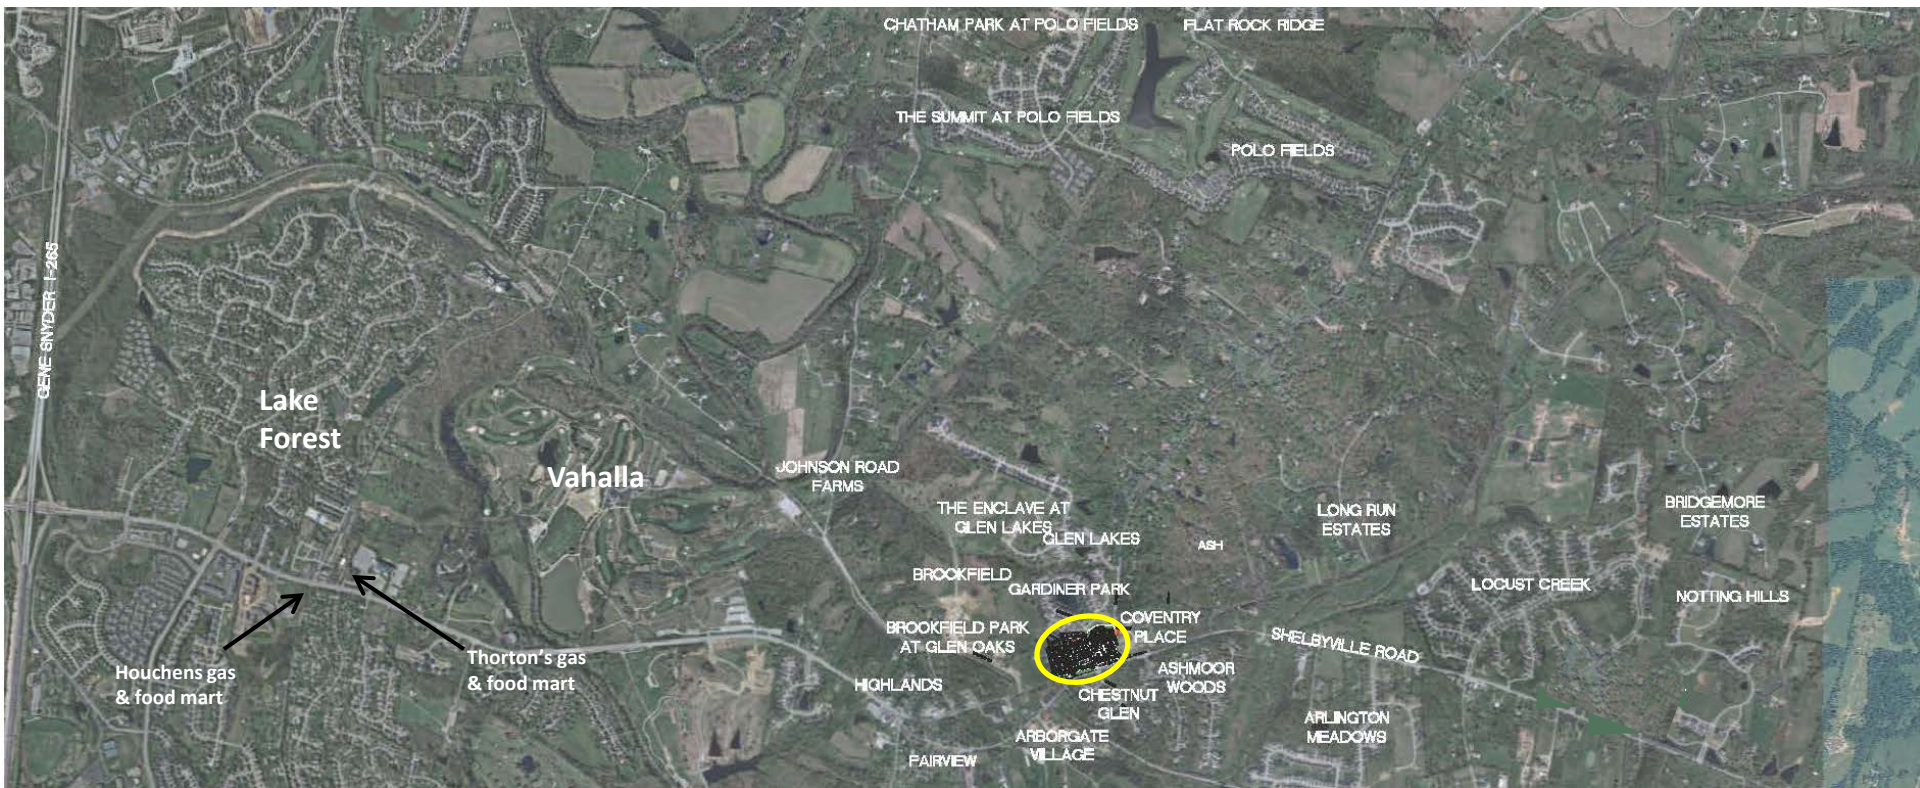 CHATHAM PARK AT POLO FIELDS
FLAT ROCK RIDGE
THE SUMMIT AT POLO FIELDS
POLO FIELDS
GENE SNYDER I-265
Lake
Forest
Vahalla
JOHNSON ROAD
FARMS
THE ENCLAVE AT
GLEN LAKES
GLEN LAKES
ASH
LONG RUN
ESTATES
BRIDGEMORE
ESTATES
BROOKFIELD
GARDINER PARK
LOCUST CREEK
NOTTING HILLS
BROOKFIELD PARK
AT GLEN OAKS
COVENTRY
PLACE
SHELBYVILLE ROAD
Houchens gas
& food mart
Thorton's gas
& food mart
HIGHLANDS
ASHMOOR
WOODS
CHESTNUT
GLEN
ARBORGATE
VILLAGE
FAIRVIEW
ARLINGTON
MEADOWS